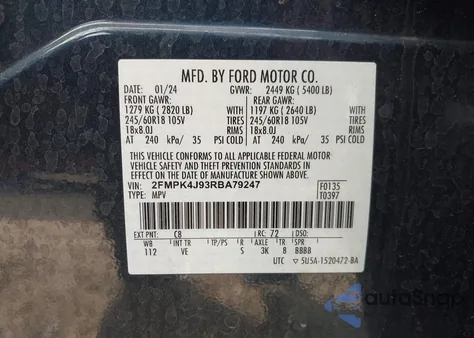 MFD. BY FORD MOTOR CO.
DATE: 01/24 GVWR: 2449 KG ( 5400 LB)
FRONT GAWR: REAR GAWR:
1279 KG ( 2820 LB) WITH 1197 KG ( 2640 LB) WITH
245/60R18 105V TIRES 245/60R18 105V TIRES
18x8.0J RIMS 18x8.0J RIMS
AT 240 kPa/ 35 PSI COLD AT 240 kPa/ 35 PSI COLD
THIS VEHICLE CONFORMS TO ALL APPLICABLE FEDERAL MOTOR
VEHICLE SAFETY AND THEFT PREVENTION STANDARDS IN
EFFECT ON THE DATE OF MANUFACTURE SHOWN ABOVE.
VIN: 2FMPK4J93RBA79247 F0135
TYPE: MPV T0397
EXT PNT: C8 RC: 72 DSO:
WB INT TR TP/PS R AXLE TR SPR
112 VE S 3K 8 BBBB
UTC ▽ 5U5A-1520472-BA
AutoSnap